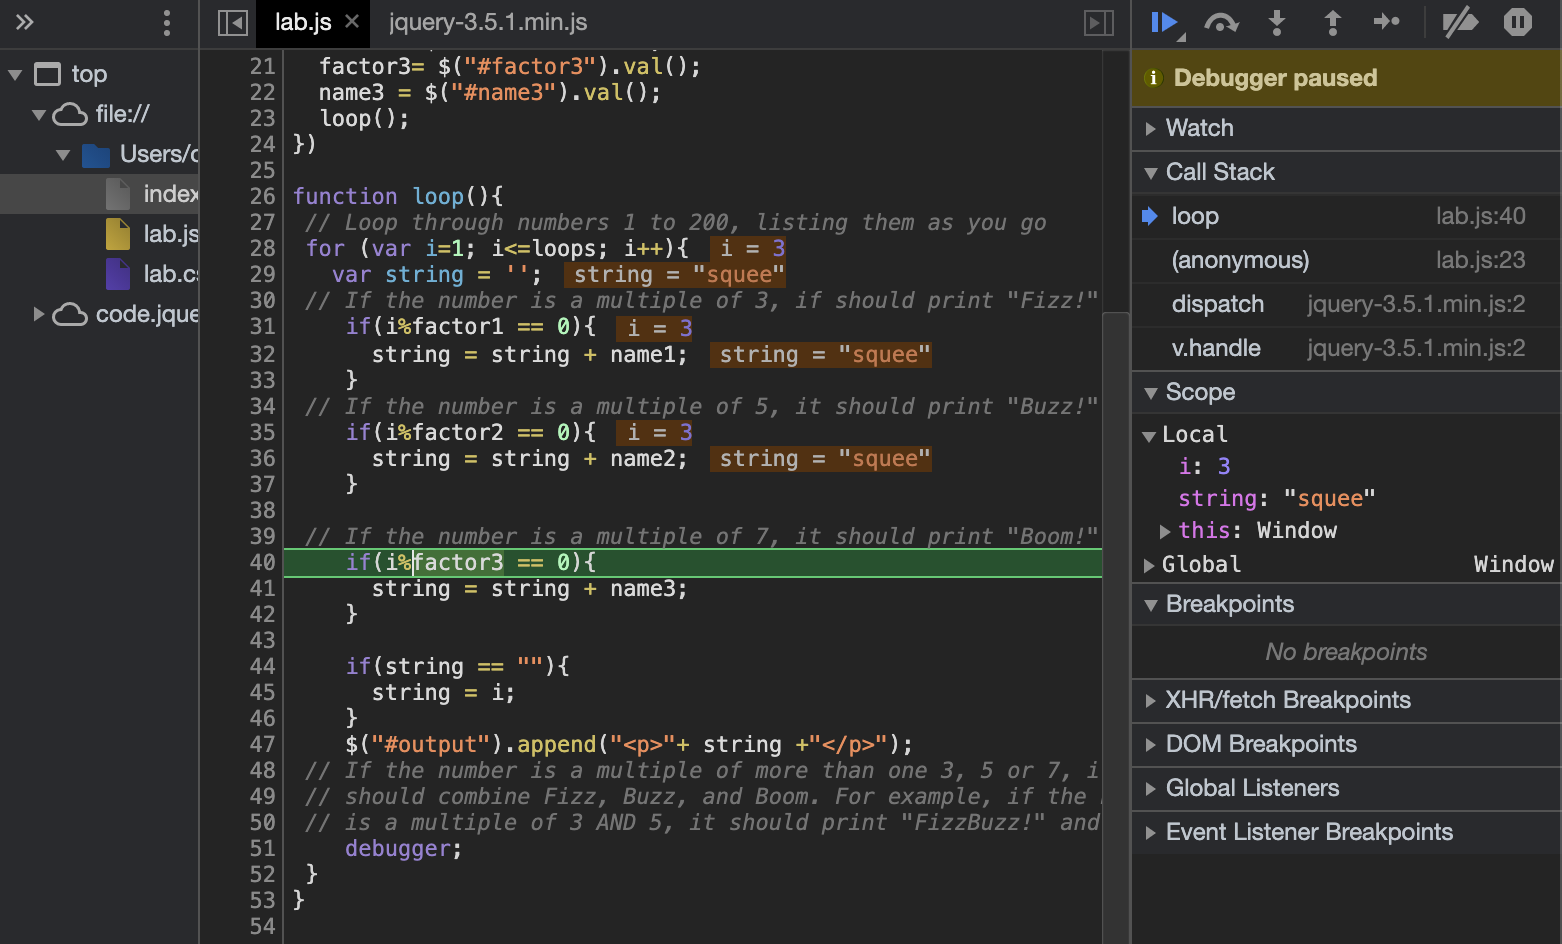 lab.js × jquery-3.5.1.min.js
top
file://
Users/c
index
lab.js
lab.cs
code.jque
21 factor3= $("#factor3").val();
22 name3 = $("#name3").val();
23 loop();
24 })
25
26 function loop(){
27 // Loop through numbers 1 to 200, listing them as you go
28 for (var i=1; i<=loops; i++){ i = 3
29 var string = ''; string = "squee"
30 // If the number is a multiple of 3, if should print "Fizz!"
31 if(i%factor1 == 0){ i = 3
32 string = string + name1; string = "squee"
33 }
34 // If the number is a multiple of 5, it should print "Buzz!"
35 if(i%factor2 == 0){ i = 3
36 string = string + name2; string = "squee"
37 }
38
39 // If the number is a multiple of 7, it should print "Boom!"
40 if(i%factor3 == 0){
41 string = string + name3;
42 }
43
44 if(string == ""){
45 string = i;
46 }
47 $("#output").append("<p>"+ string +"</p>");
48 // If the number is a multiple of more than one 3, 5 or 7, i
49 // should combine Fizz, Buzz, and Boom. For example, if the
50 // is a multiple of 3 AND 5, it should print "FizzBuzz!" and
51 debugger;
52 }
53 }
54
Debugger paused
Watch
Call Stack
loop lab.js:40
(anonymous) lab.js:23
dispatch jquery-3.5.1.min.js:2
v.handle jquery-3.5.1.min.js:2
Scope
Local
i: 3
string: "squee"
this: Window
Global Window
Breakpoints
No breakpoints
XHR/fetch Breakpoints
DOM Breakpoints
Global Listeners
Event Listener Breakpoints